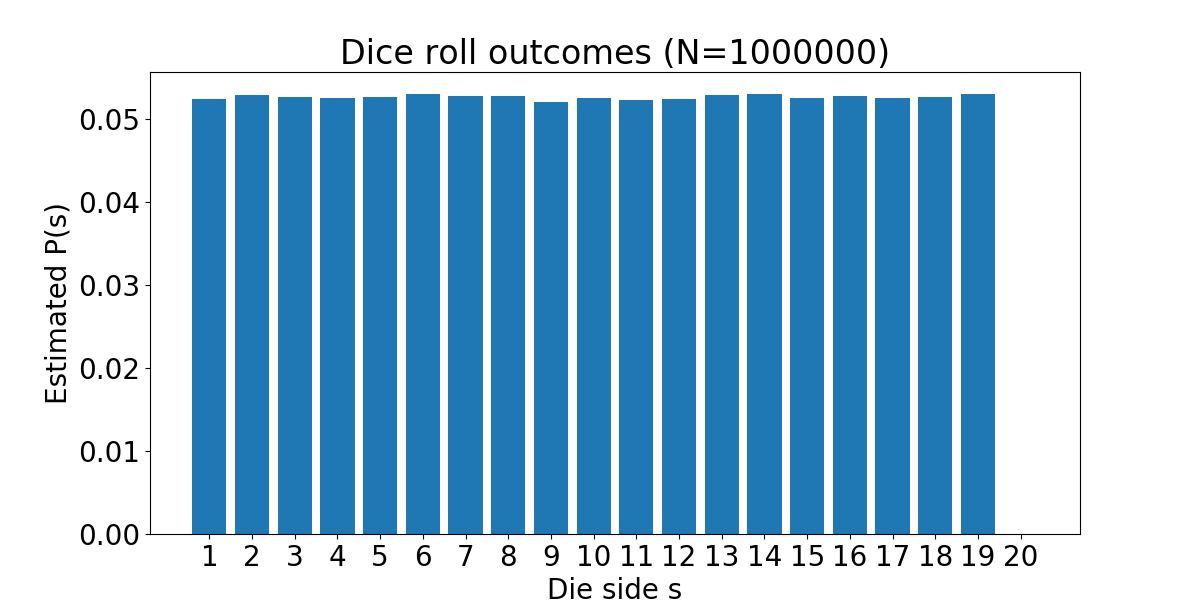 Dice roll outcomes (N=1000000)
Estimated P(s)
0.05
0.04
0.03
0.02
0.01
0.00
1 2 3 4 5 6 7 8 9 10 11 12 13 14 15 16 17 18 19 20
Die side s